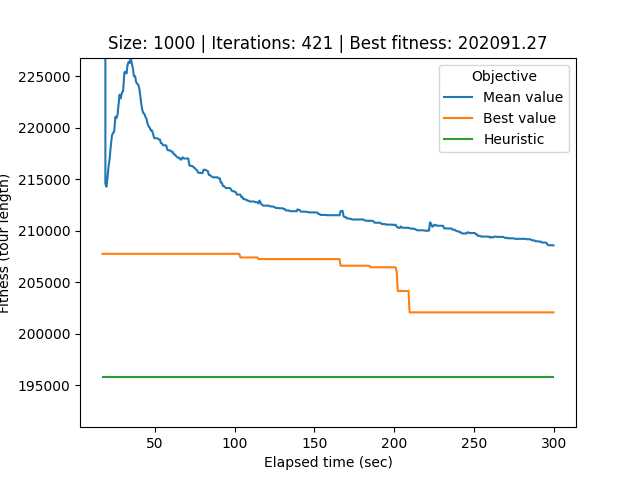 Size: 1000 | Iterations: 421 | Best fitness: 202091.27
Objective
Mean value
Best value
Heuristic
225000
220000
215000
210000
205000
200000
195000
Fitness (tour length)
50
100
150
200
250
300
Elapsed time (sec)